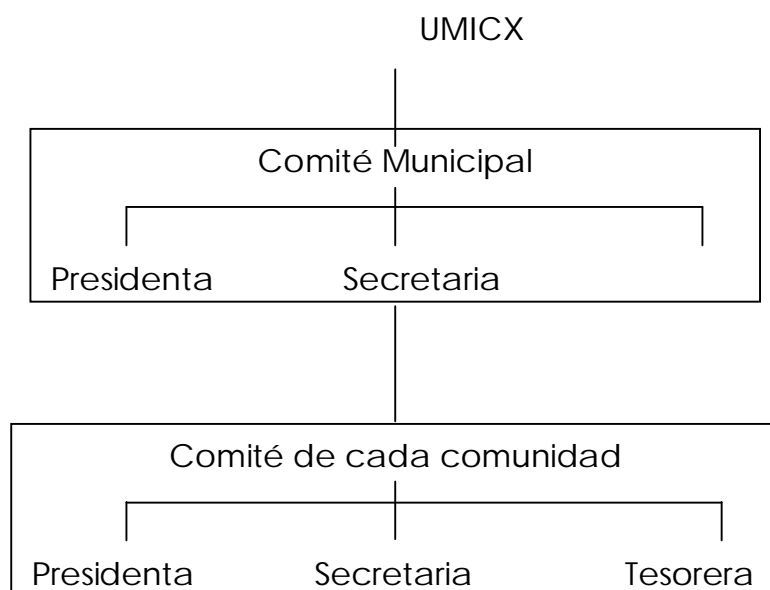 UMICX
Comité Municipal
Presidenta Secretaria
Comité de cada comunidad
Presidenta Secretaria Tesorera